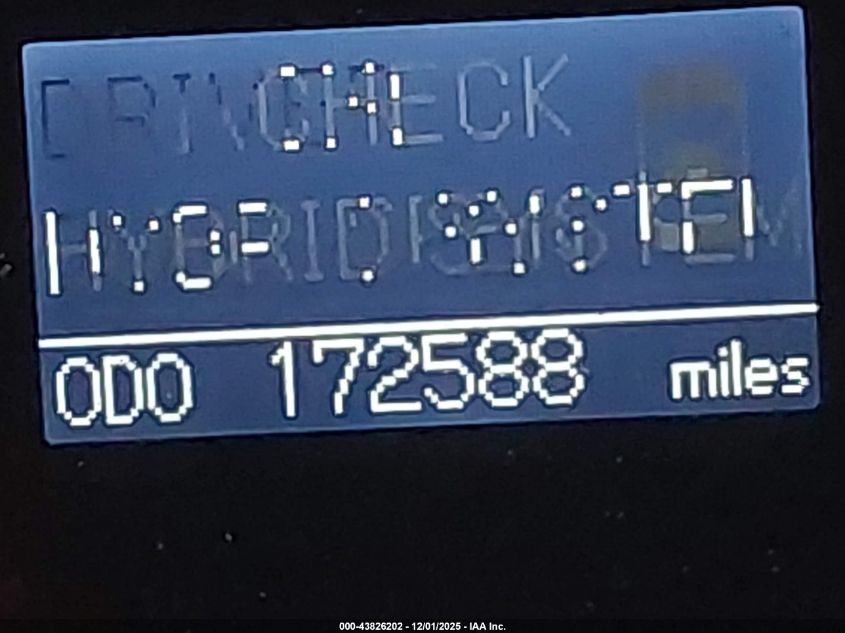 CHECK
HYBRID SYSTEM
ODO 172588 miles
000-43826202 - 12/01/2025 - IAA Inc.